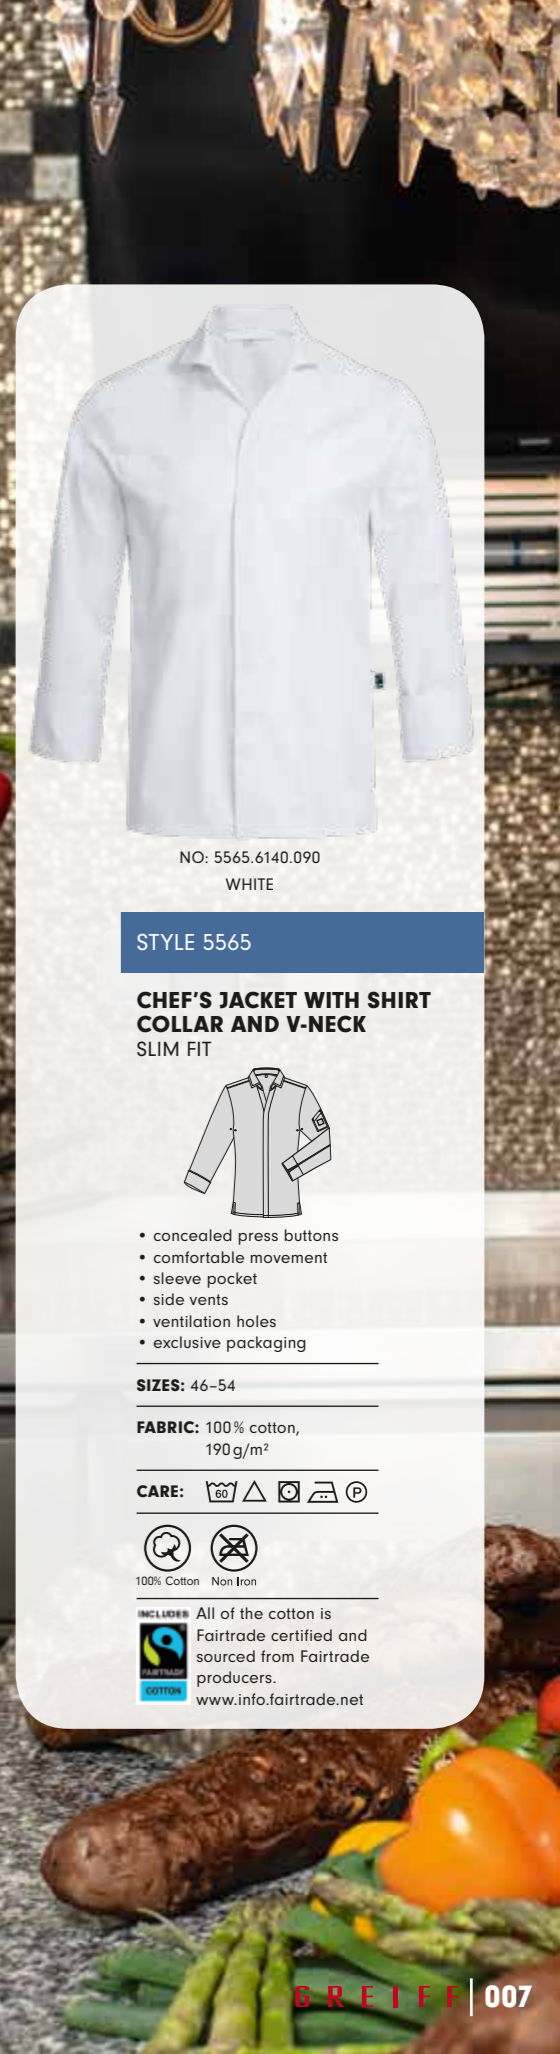 NO: 5565.6140.090
WHITE
STYLE 5565
CHEF'S JACKET WITH SHIRT
COLLAR AND V-NECK
SLIM FIT
• concealed press buttons
• comfortable movement
• sleeve pocket
• side vents
• ventilation holes
• exclusive packaging
SIZES: 46–54
FABRIC: 100 % cotton,
190 g/m²
CARE: 60 P
100% Cotton Non Iron
INCLUDES
FAIRTRADE
COTTON
All of the cotton is
Fairtrade certified and
sourced from Fairtrade
producers.
www.info.fairtrade.net
GREIFF 007